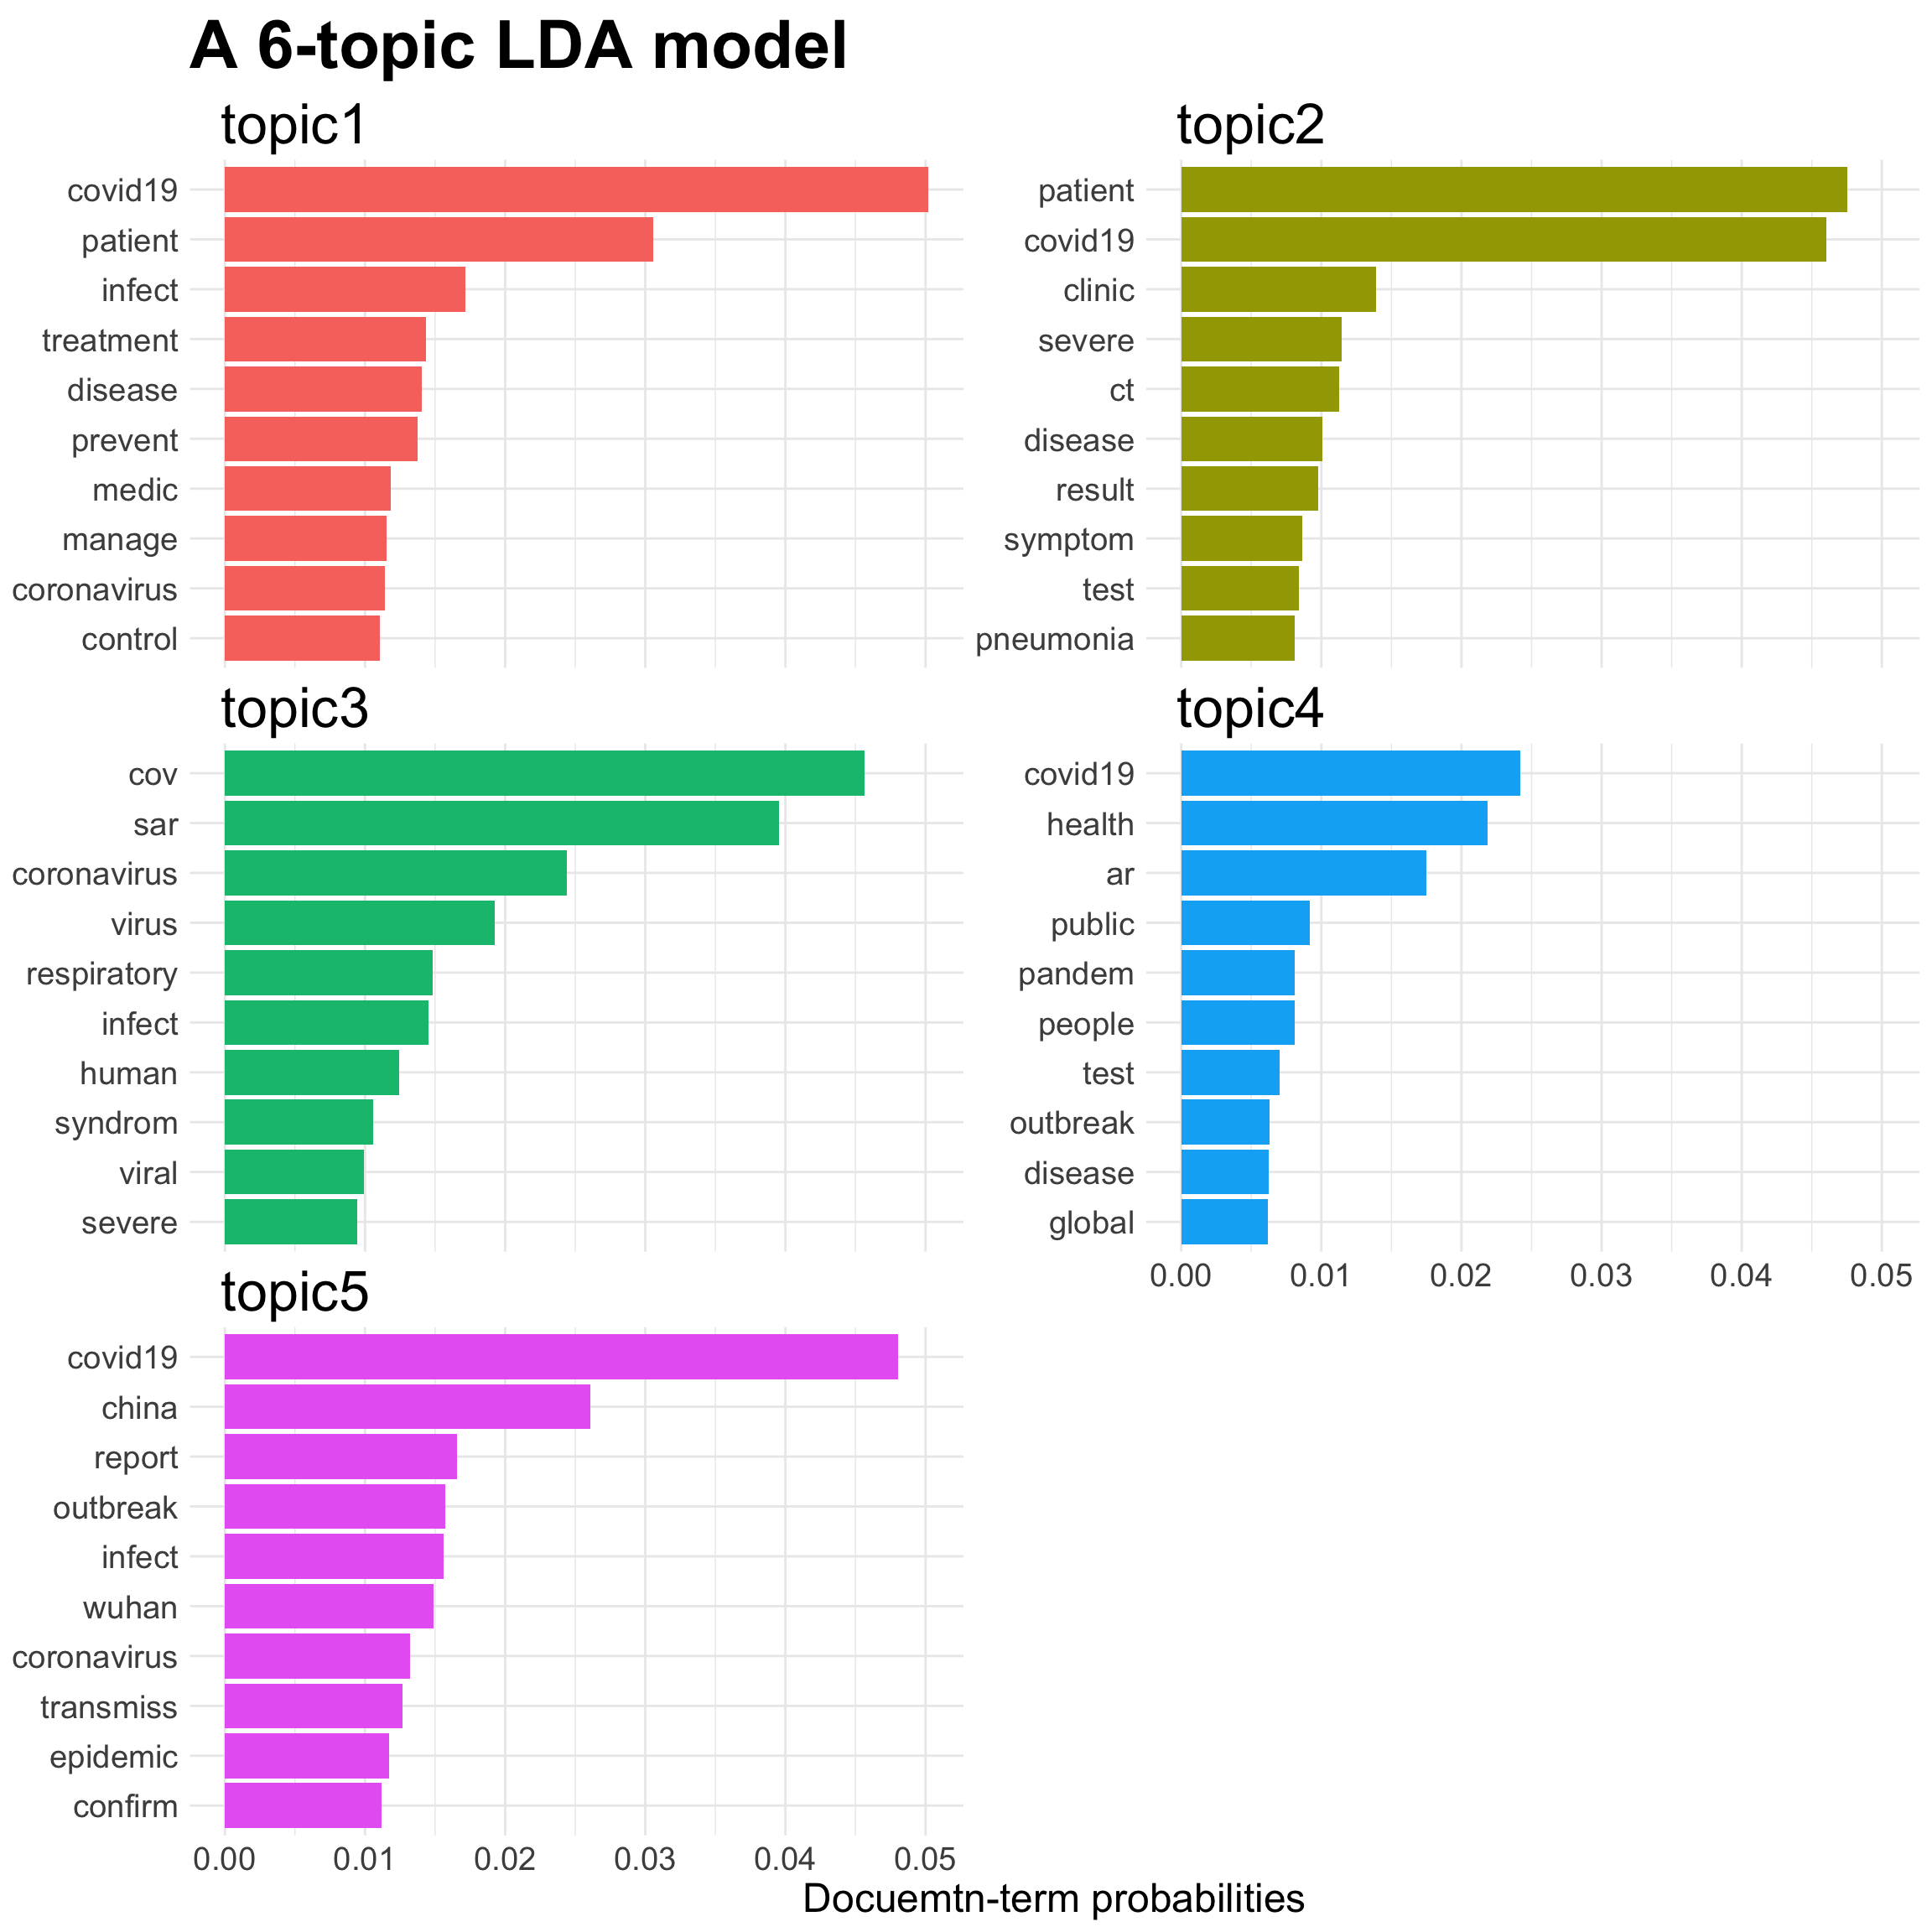 A 6-topic LDA model
topic1
covid19
patient
infect
treatment
disease
prevent
medic
manage
coronavirus
control
topic2
patient
covid19
clinic
severe
ct
disease
result
symptom
test
pneumonia
topic3
cov
sar
coronavirus
virus
respiratory
infect
human
syndrom
viral
severe
topic4
covid19
health
ar
public
pandem
people
test
outbreak
disease
global
0.00 0.01 0.02 0.03 0.04 0.05
topic5
covid19
china
report
outbreak
infect
wuhan
coronavirus
transmiss
epidemic
confirm
0.00 0.01 0.02 0.03 0.04 0.05
Docuemtn-term probabilities